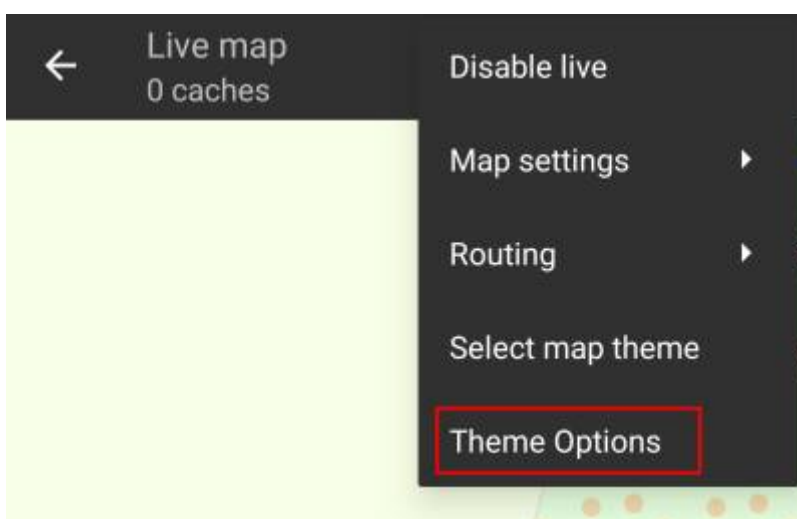 Live map
0 caches
Disable live
Map settings
Routing
Select map theme
Theme Options